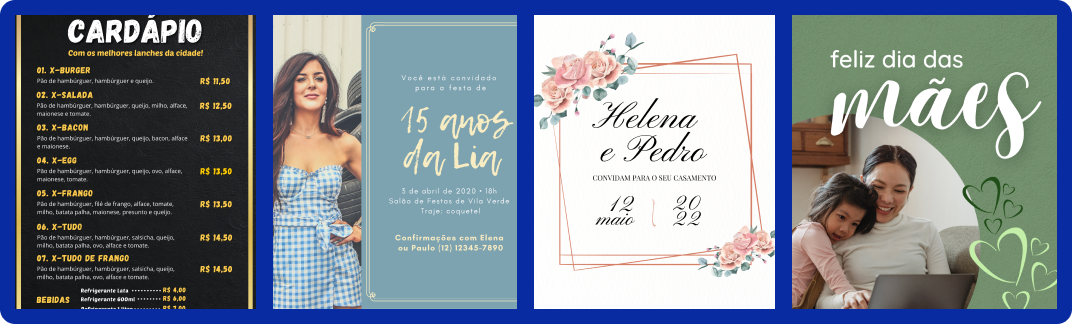 CARDÁPIO
Com os melhores lanches da cidade!
01. X-BURGER
Pão de hambúrguer, hambúrguer e queijo.
R$ 11,50
02. X-SALADA
Pão de hambúrguer, hambúrguer, queijo, milho, alface,
maionese e tomate.
R$ 12,50
03. X-BACON
Pão de hambúrguer, hambúrguer, queijo, bacon, alface
e maionese.
R$ 13,00
04. X-EGG
Pão de hambúrguer, hambúrguer, queijo, ovo, alface,
maionese, tomate.
R$ 13,50
05. X-FRANGO
Pão de hambúrguer, filé de frango, alface, tomate,
milho, batata palha, maionese, presunto e queijo.
R$ 13,50
06. X-TUDO
Pão de hambúrguer, hambúrguer, salsicha, queijo,
milho, batata palha, ovo, alface e tomate.
R$ 14,50
07. X-TUDO DE FRANGO
Pão de hambúrguer, hambúrguer, salsicha, queijo,
milho, batata palha, ovo, alface e tomate.
R$ 14,50
BEBIDAS
Refrigerante Lata ............ R$ 4,00
Refrigerante 600ml ......... R$ 6,00
Você está convidado
para a festa de
15 anos
da Lia
3 de abril de 2020 • 18h
Salão de Festas de Vila Verde
Traje: coquetel
Confirmações com Elena
ou Paulo (12) 12345-7890
Helena
e Pedro
CONVIDAM PARA O SEU CASAMENTO
12
maio
20
22
feliz dia das
mães